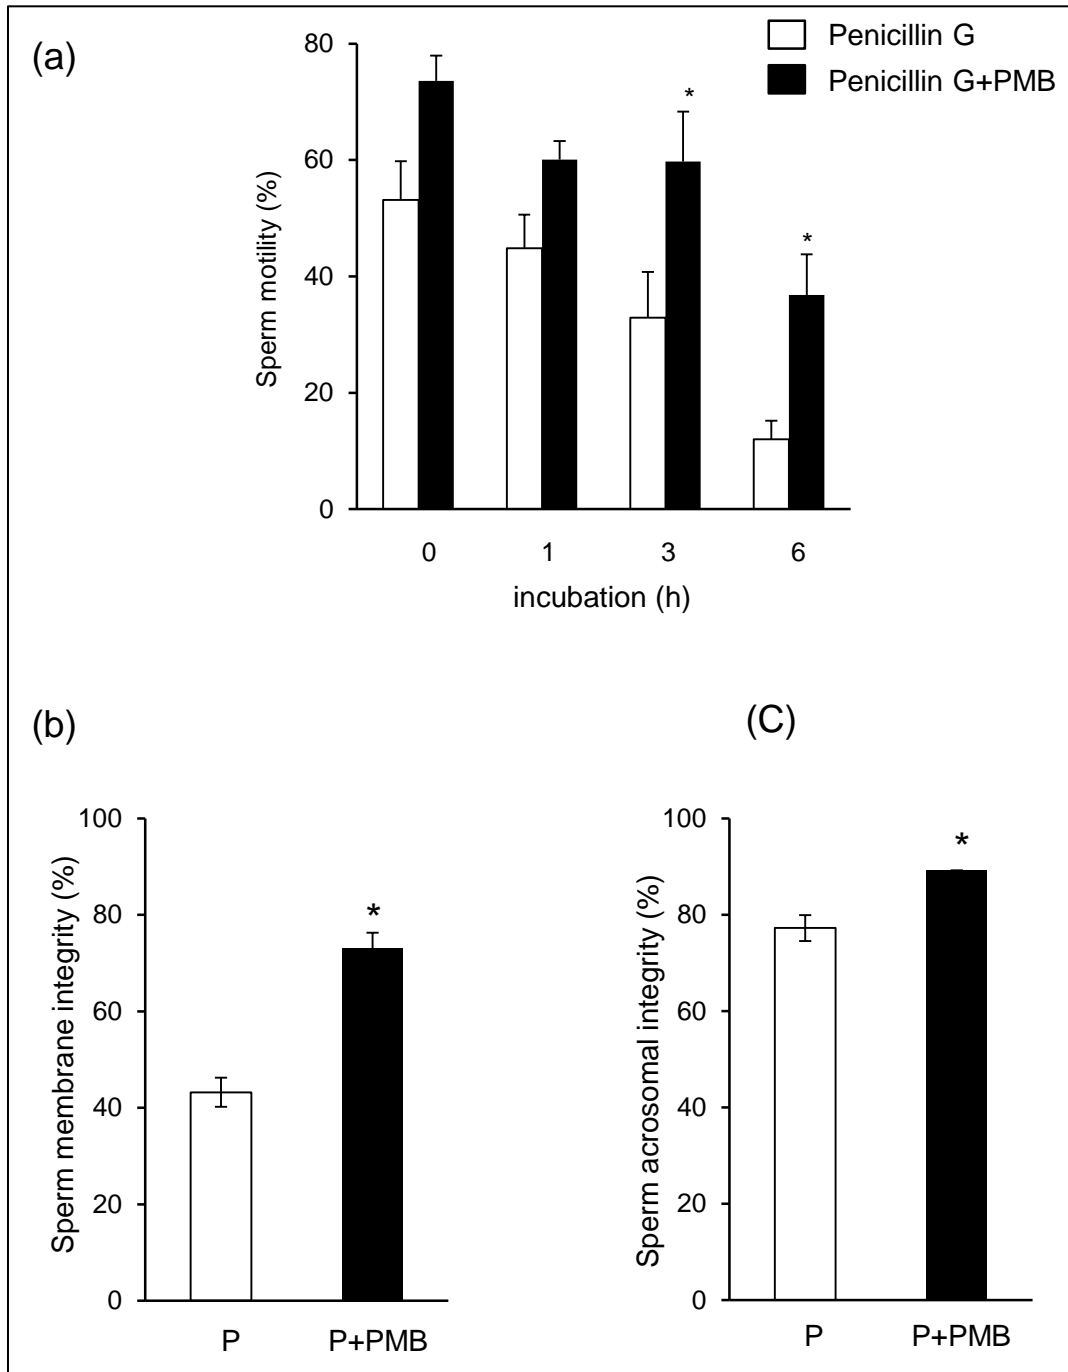 (a)
Penicillin G
Penicillin G+PMB
Sperm motility (%)
80
60
40
20
0
*
*
0 1 3 6
incubation (h)
(b)
Sperm membrane integrity (%)
100
80
60
40
20
0
*
P P+PMB
(C)
Sperm acrosomal integrity (%)
100
80
60
40
20
0
*
P P+PMB